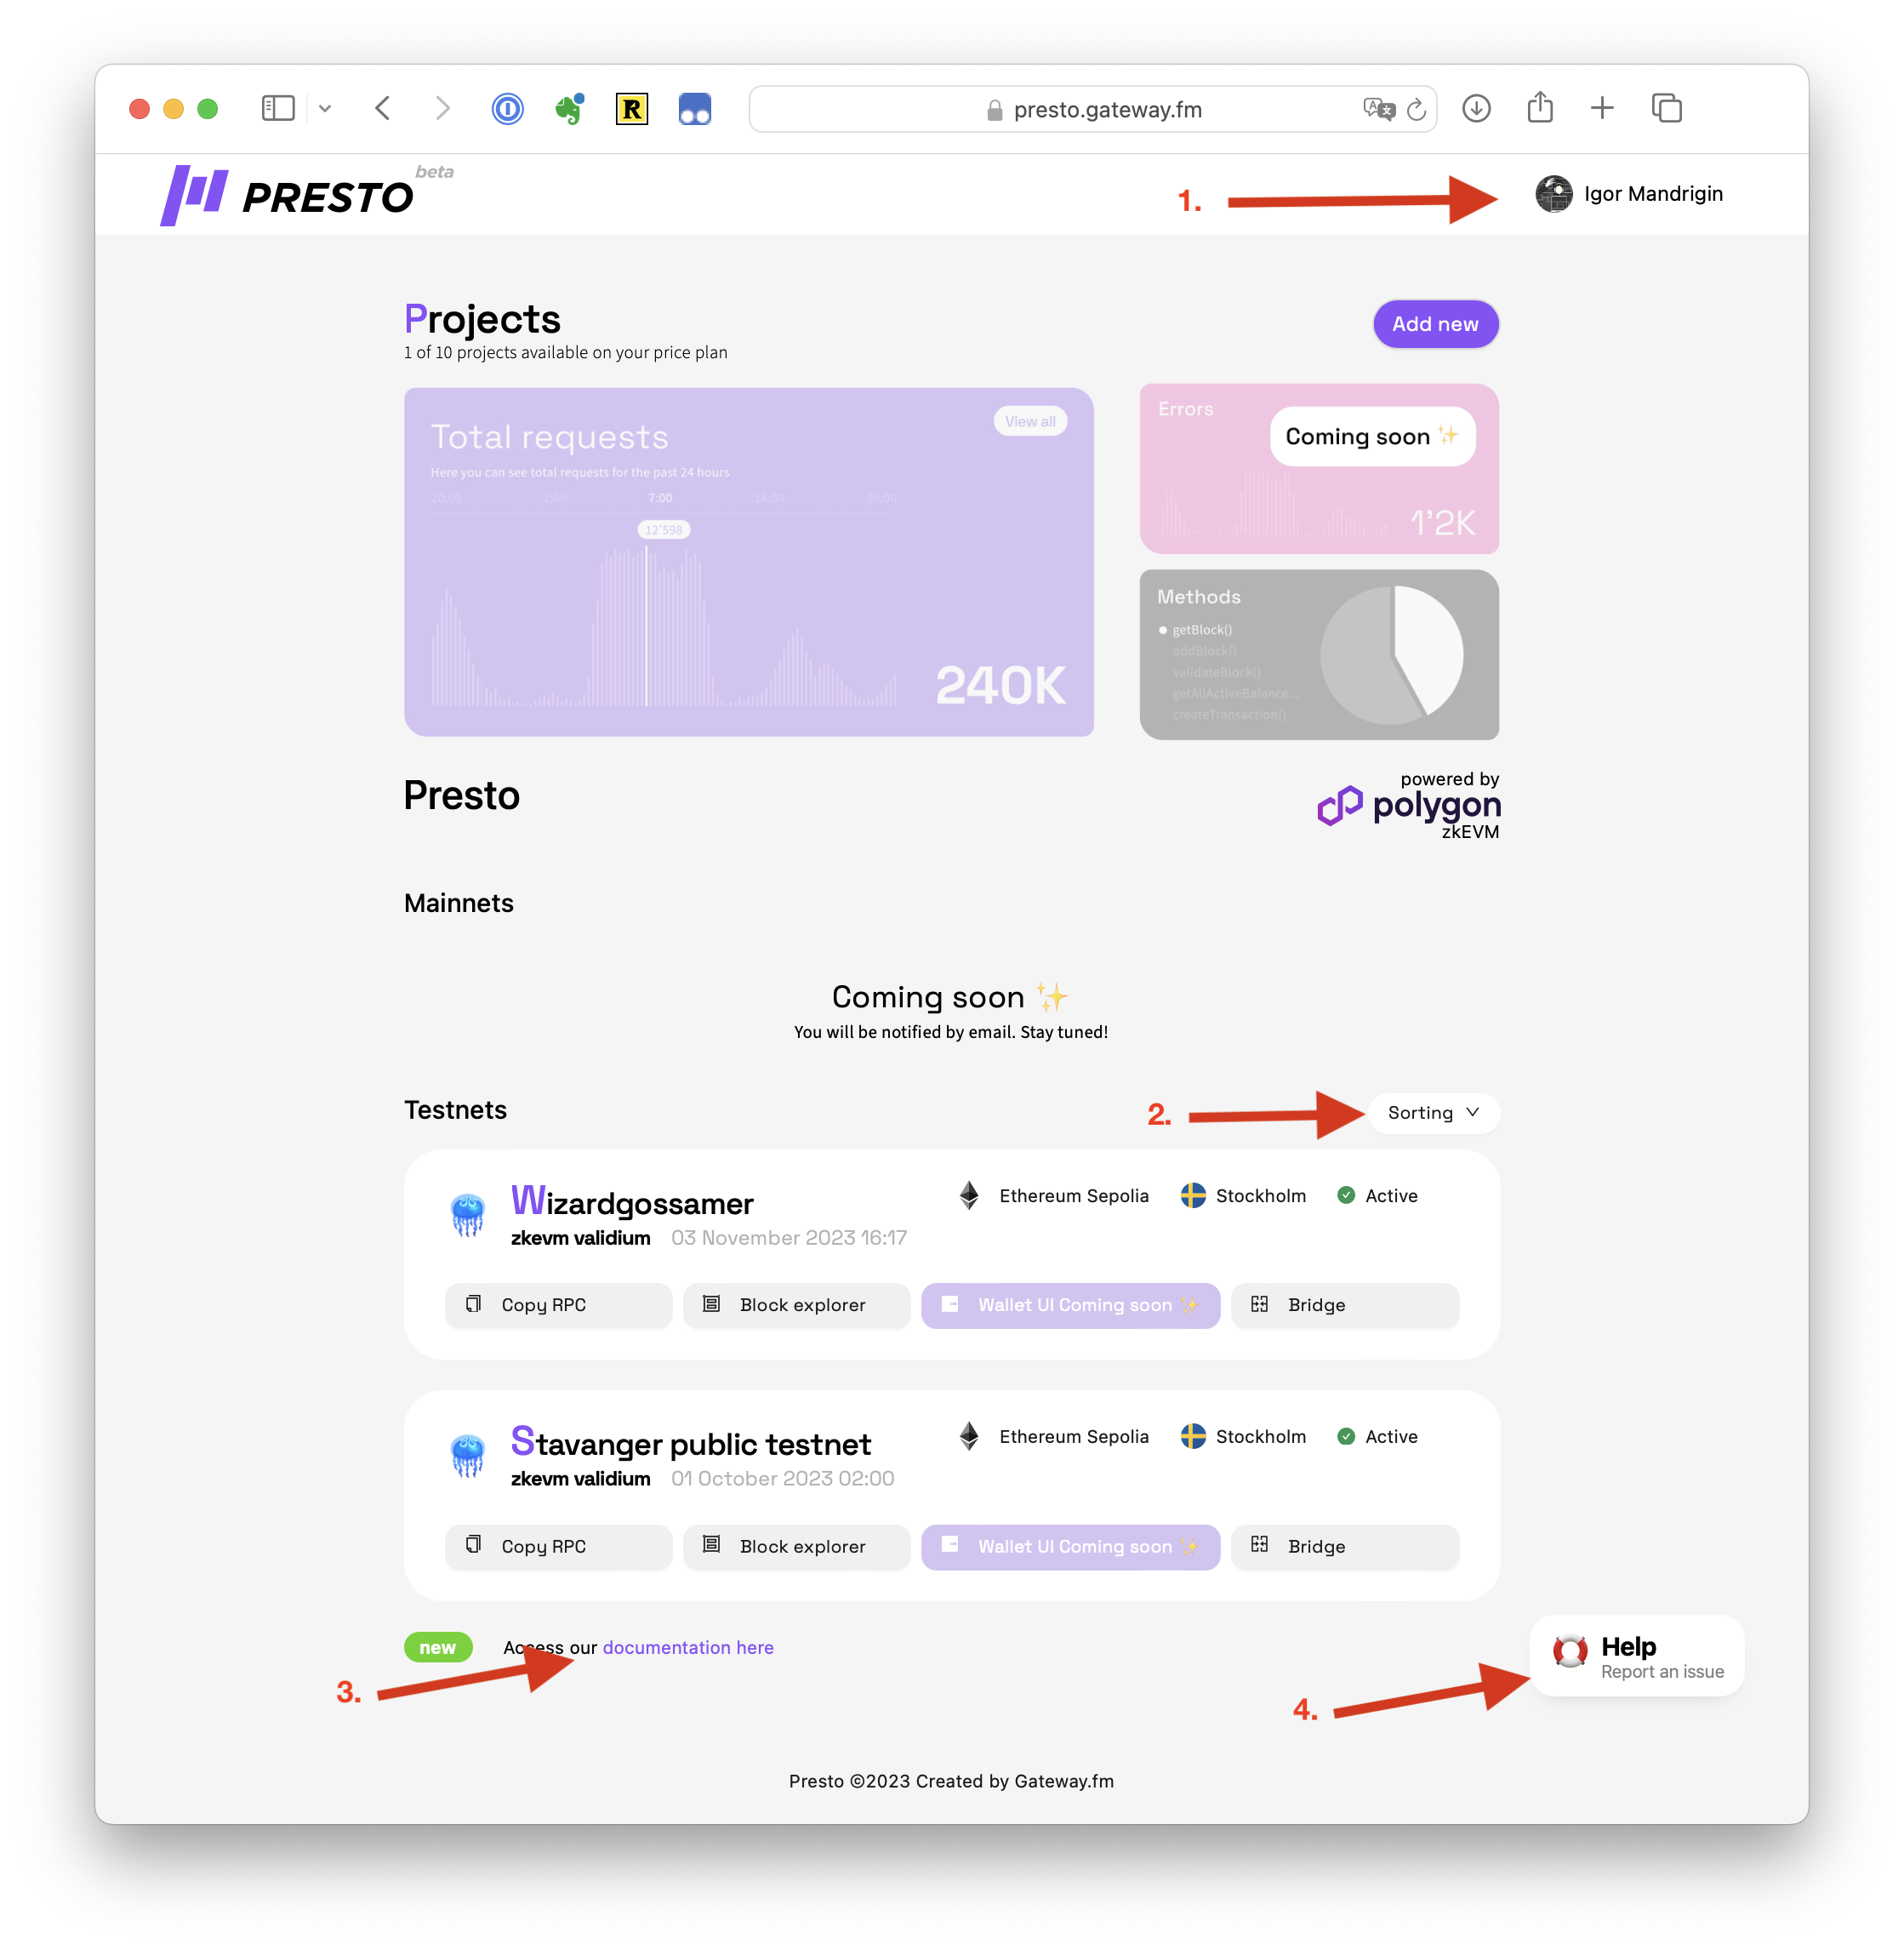 presto.gateway.fm
PRESTO beta
1.
Igor Mandrigin
Projects
1 of 10 projects available on your price plan
Add new
Total requests
View all
Here you can see total requests for the past 24 hours
20:00 2:00 7:00 14:00 20:00
12'598
240K
Errors
Coming soon ✨
1'2K
Methods
getBlock()
addBlock()
validateBlock()
getAllActiveBalance...
createTransaction()
Presto
powered by
polygon
zkEVM
Mainnets
Coming soon ✨
You will be notified by email. Stay tuned!
Testnets
2.
Sorting
Wizardgossamer
Ethereum Sepolia Stockholm Active
zkevm validium 03 November 2023 16:17
Copy RPC Block explorer Wallet UI Coming soon ✨ Bridge
Stavanger public testnet
Ethereum Sepolia Stockholm Active
zkevm validium 01 October 2023 02:00
Copy RPC Block explorer Wallet UI Coming soon ✨ Bridge
new Access our documentation here
3.
Help
Report an issue
4.
Presto ©2023 Created by Gateway.fm